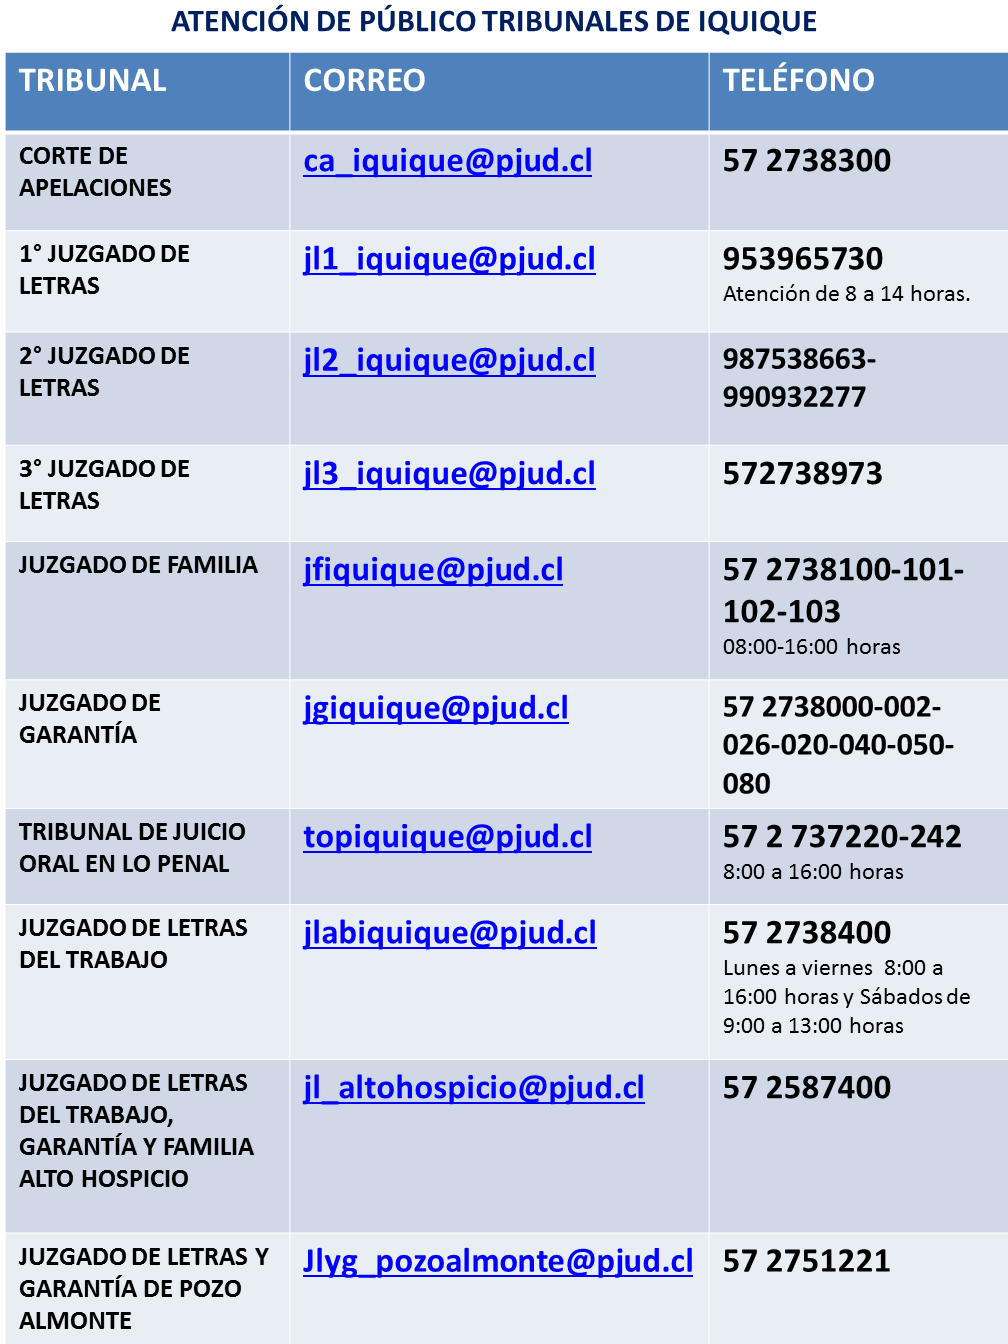 ATENCIÓN DE PÚBLICO TRIBUNALES DE IQUIQUE
TRIBUNAL
CORREO
TELÉFONO
CORTE DE
APELACIONES
ca_iquique@pjud.cl
57 2738300
1° JUZGADO DE
LETRAS
jl1_iquique@pjud.cl
953965730
Atención de 8 a 14 horas.
2° JUZGADO DE
LETRAS
jl2_iquique@pjud.cl
987538663-
990932277
3° JUZGADO DE
LETRAS
jl3_iquique@pjud.cl
572738973
JUZGADO DE FAMILIA
jfiquique@pjud.cl
57 2738100-101-
102-103
08:00-16:00 horas
JUZGADO DE
GARANTÍA
jgiquique@pjud.cl
57 2738000-002-
026-020-040-050-
080
TRIBUNAL DE JUICIO
ORAL EN LO PENAL
topiquique@pjud.cl
57 2 737220-242
8:00 a 16:00 horas
JUZGADO DE LETRAS
DEL TRABAJO
jlabiquique@pjud.cl
57 2738400
Lunes a viernes 8:00 a
16:00 horas y Sábados de
9:00 a 13:00 horas
JUZGADO DE LETRAS
DEL TRABAJO,
GARANTÍA Y FAMILIA
ALTO HOSPICIO
jl_altohospicio@pjud.cl
57 2587400
JUZGADO DE LETRAS Y
GARANTÍA DE POZO
ALMONTE
Jlyg_pozoalmonte@pjud.cl
57 2751221